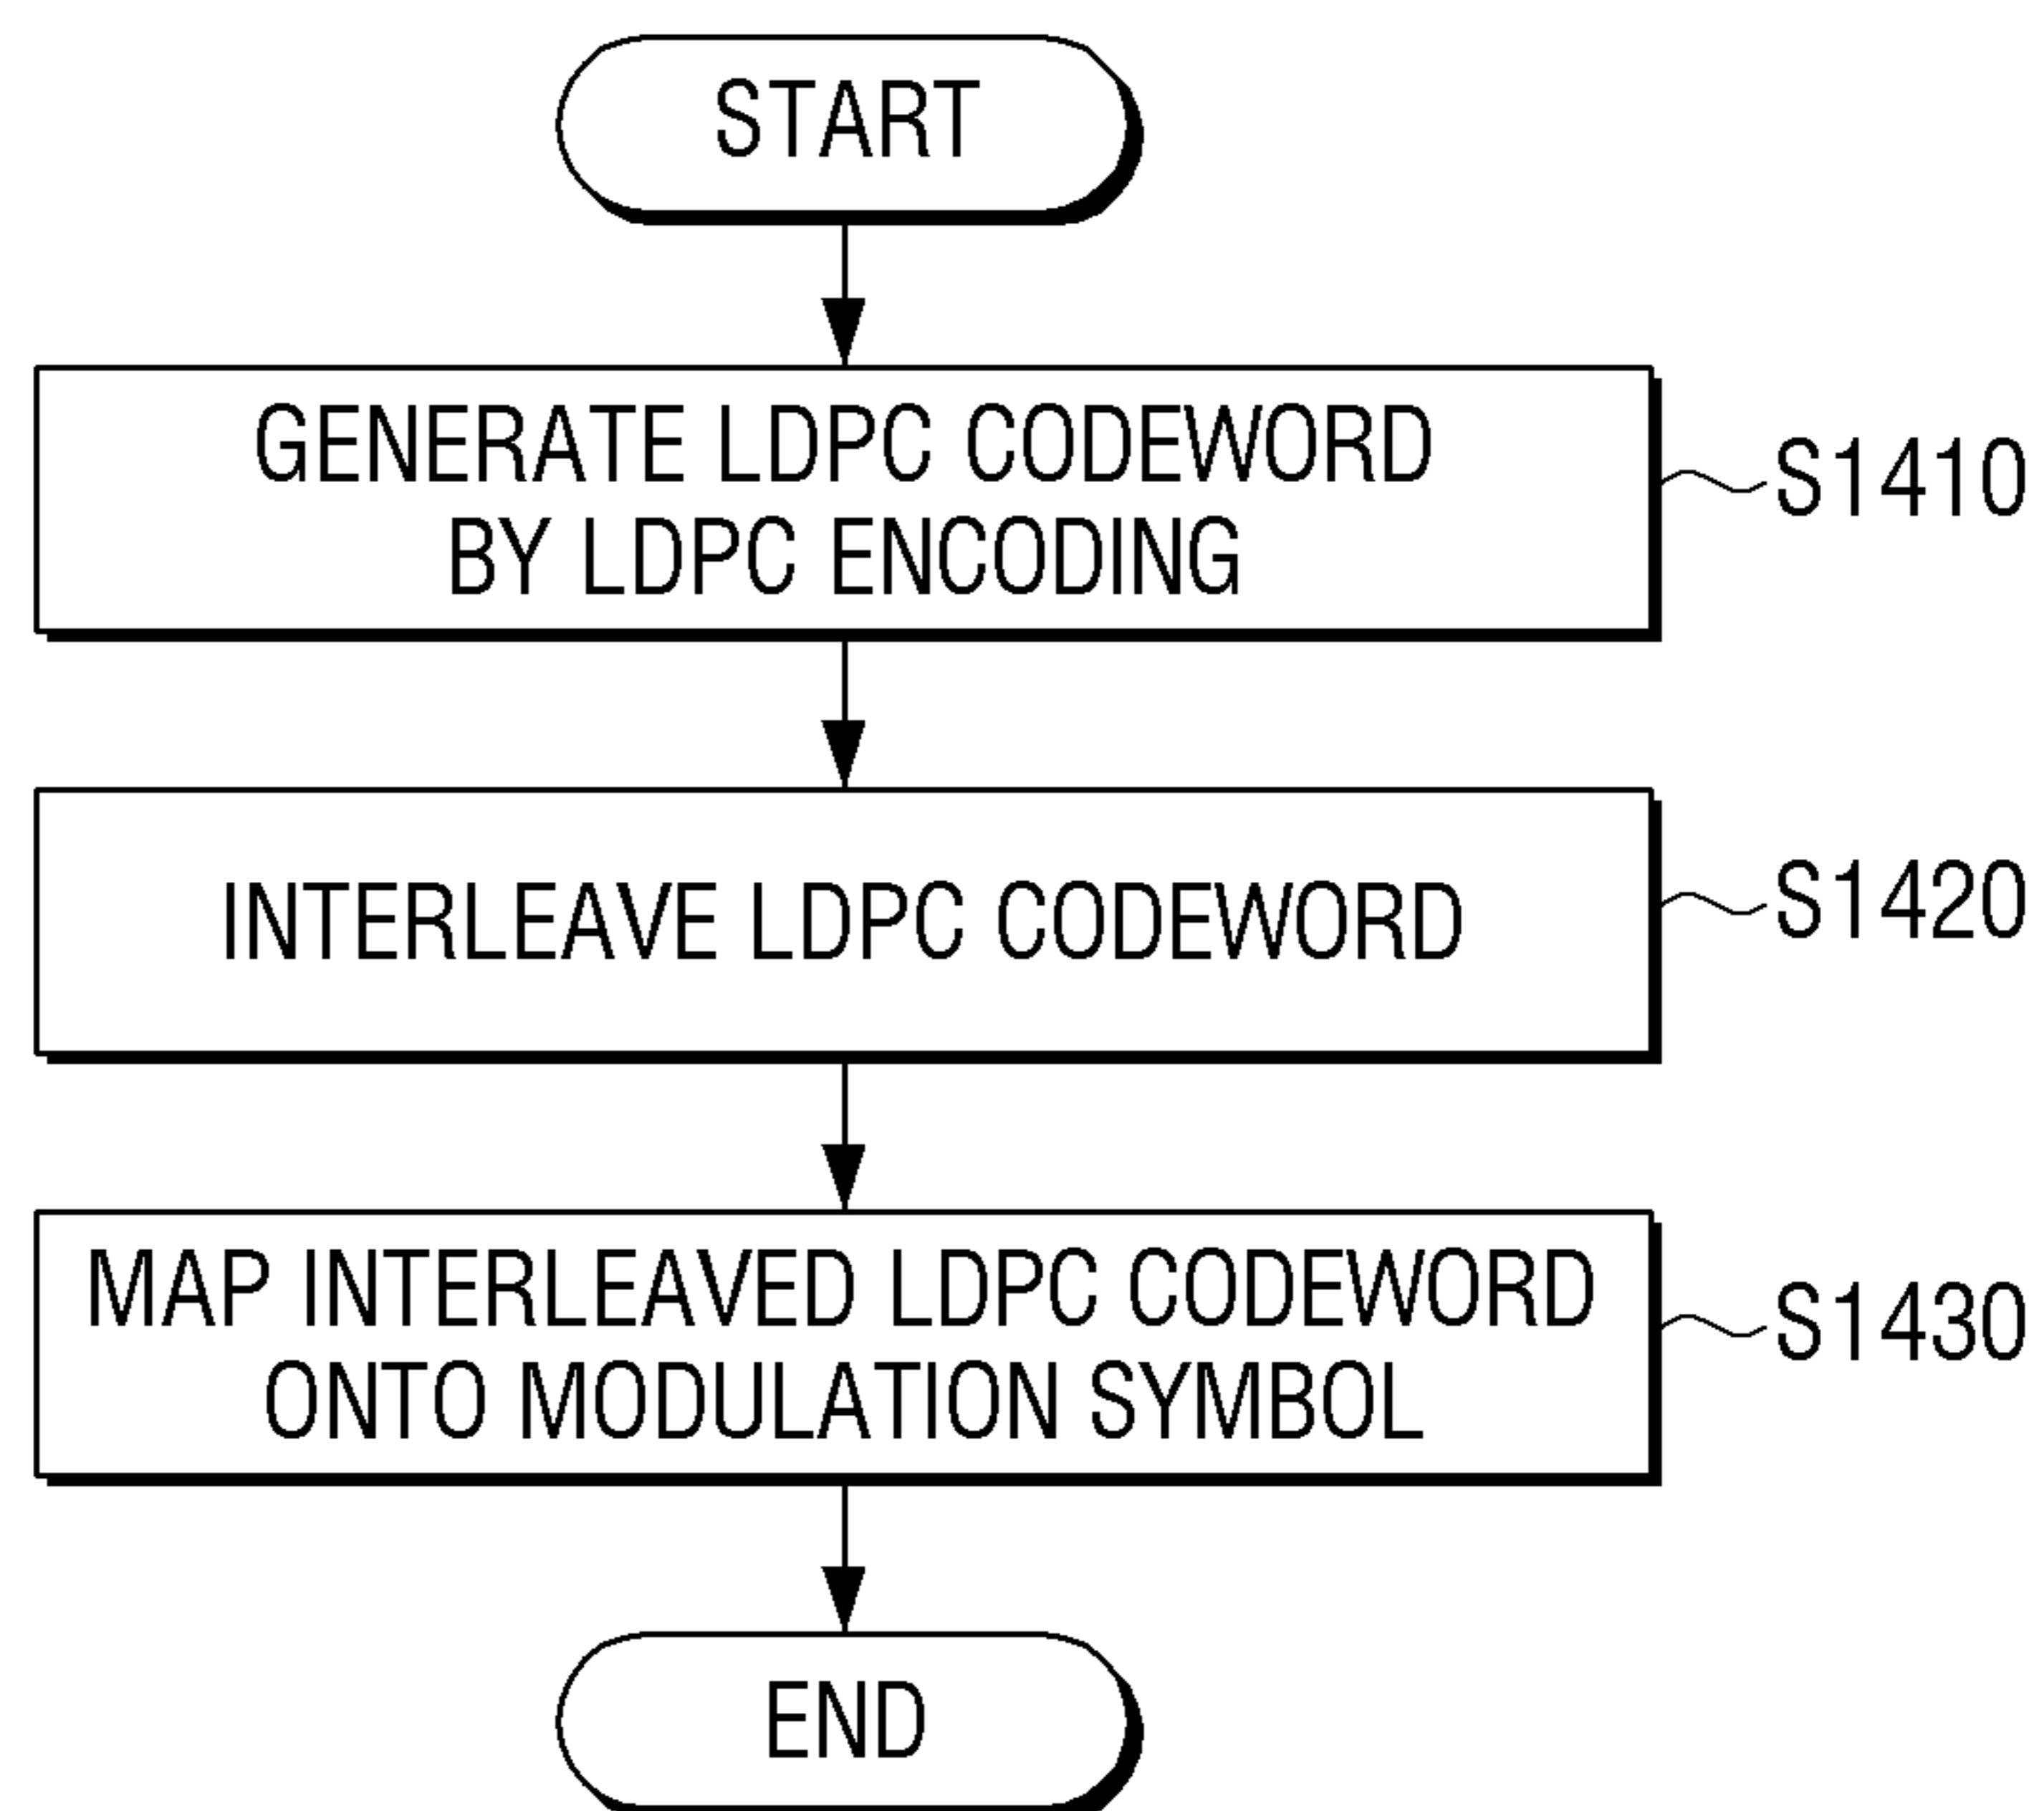 START
GENERATE LDPC CODEWORD
BY LDPC ENCODING
S1410
INTERLEAVE LDPC CODEWORD
S1420
MAP INTERLEAVED LDPC CODEWORD
ONTO MODULATION SYMBOL
S1430
END